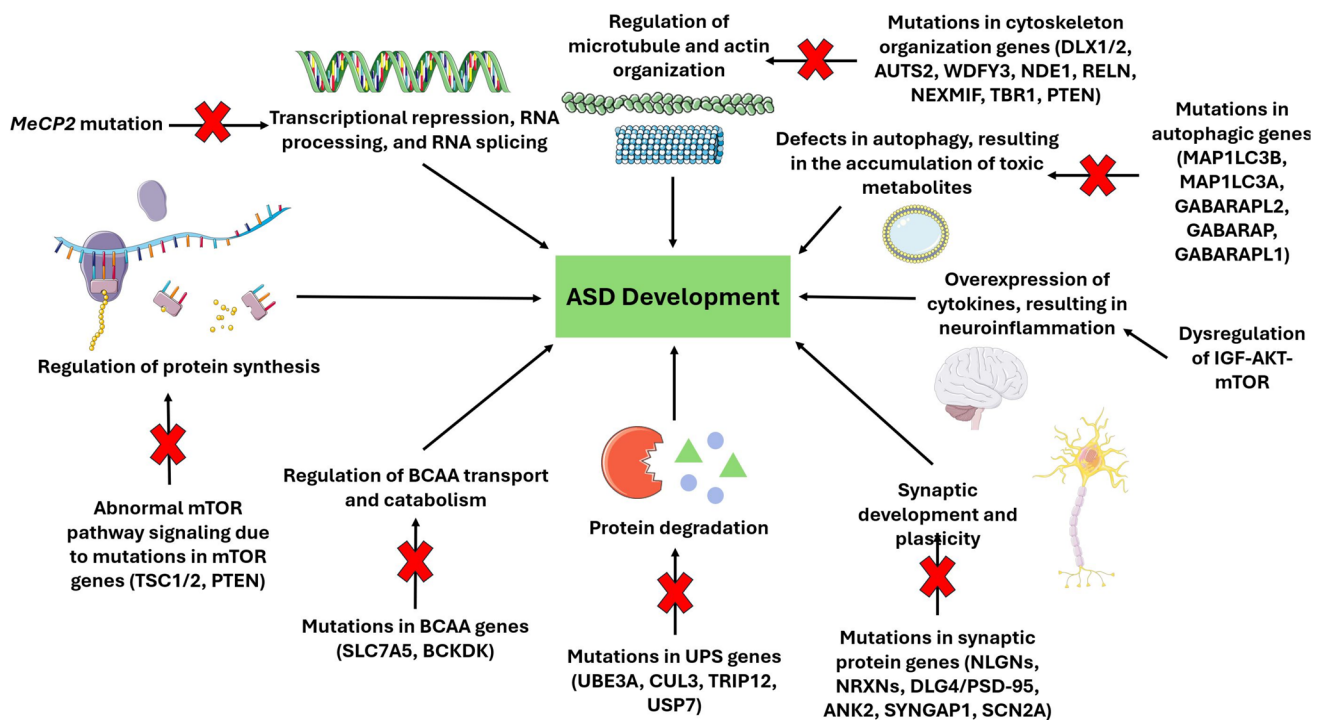 Regulation of
microtubule and actin
organization
Mutations in cytoskeleton
organization genes (DLX1/2,
AUTS2, WDFY3, NDE1, RELN,
NEXMIF, TBR1, PTEN)
MeCP2 mutation
Transcriptional repression, RNA
processing, and RNA splicing
Defects in autophagy, resulting
in the accumulation of toxic
metabolites
Mutations in
autophagic genes
(MAP1LC3B,
MAP1LC3A,
GABARAPL2,
GABARAP,
GABARAPL1)
ASD Development
Overexpression of
cytokines, resulting in
neuroinflammation
Dysregulation
of IGF-AKT-
mTOR
Regulation of protein synthesis
Abnormal mTOR
pathway signaling due
to mutations in mTOR
genes (TSC1/2, PTEN)
Regulation of BCAA transport
and catabolism
Mutations in BCAA genes
(SLC7A5, BCKDK)
Protein degradation
Mutations in UPS genes
(UBE3A, CUL3, TRIP12,
USP7)
Synaptic
development and
plasticity
Mutations in synaptic
protein genes (NLGNs,
NRXNs, DLG4/PSD-95,
ANK2, SYNGAP1, SCN2A)